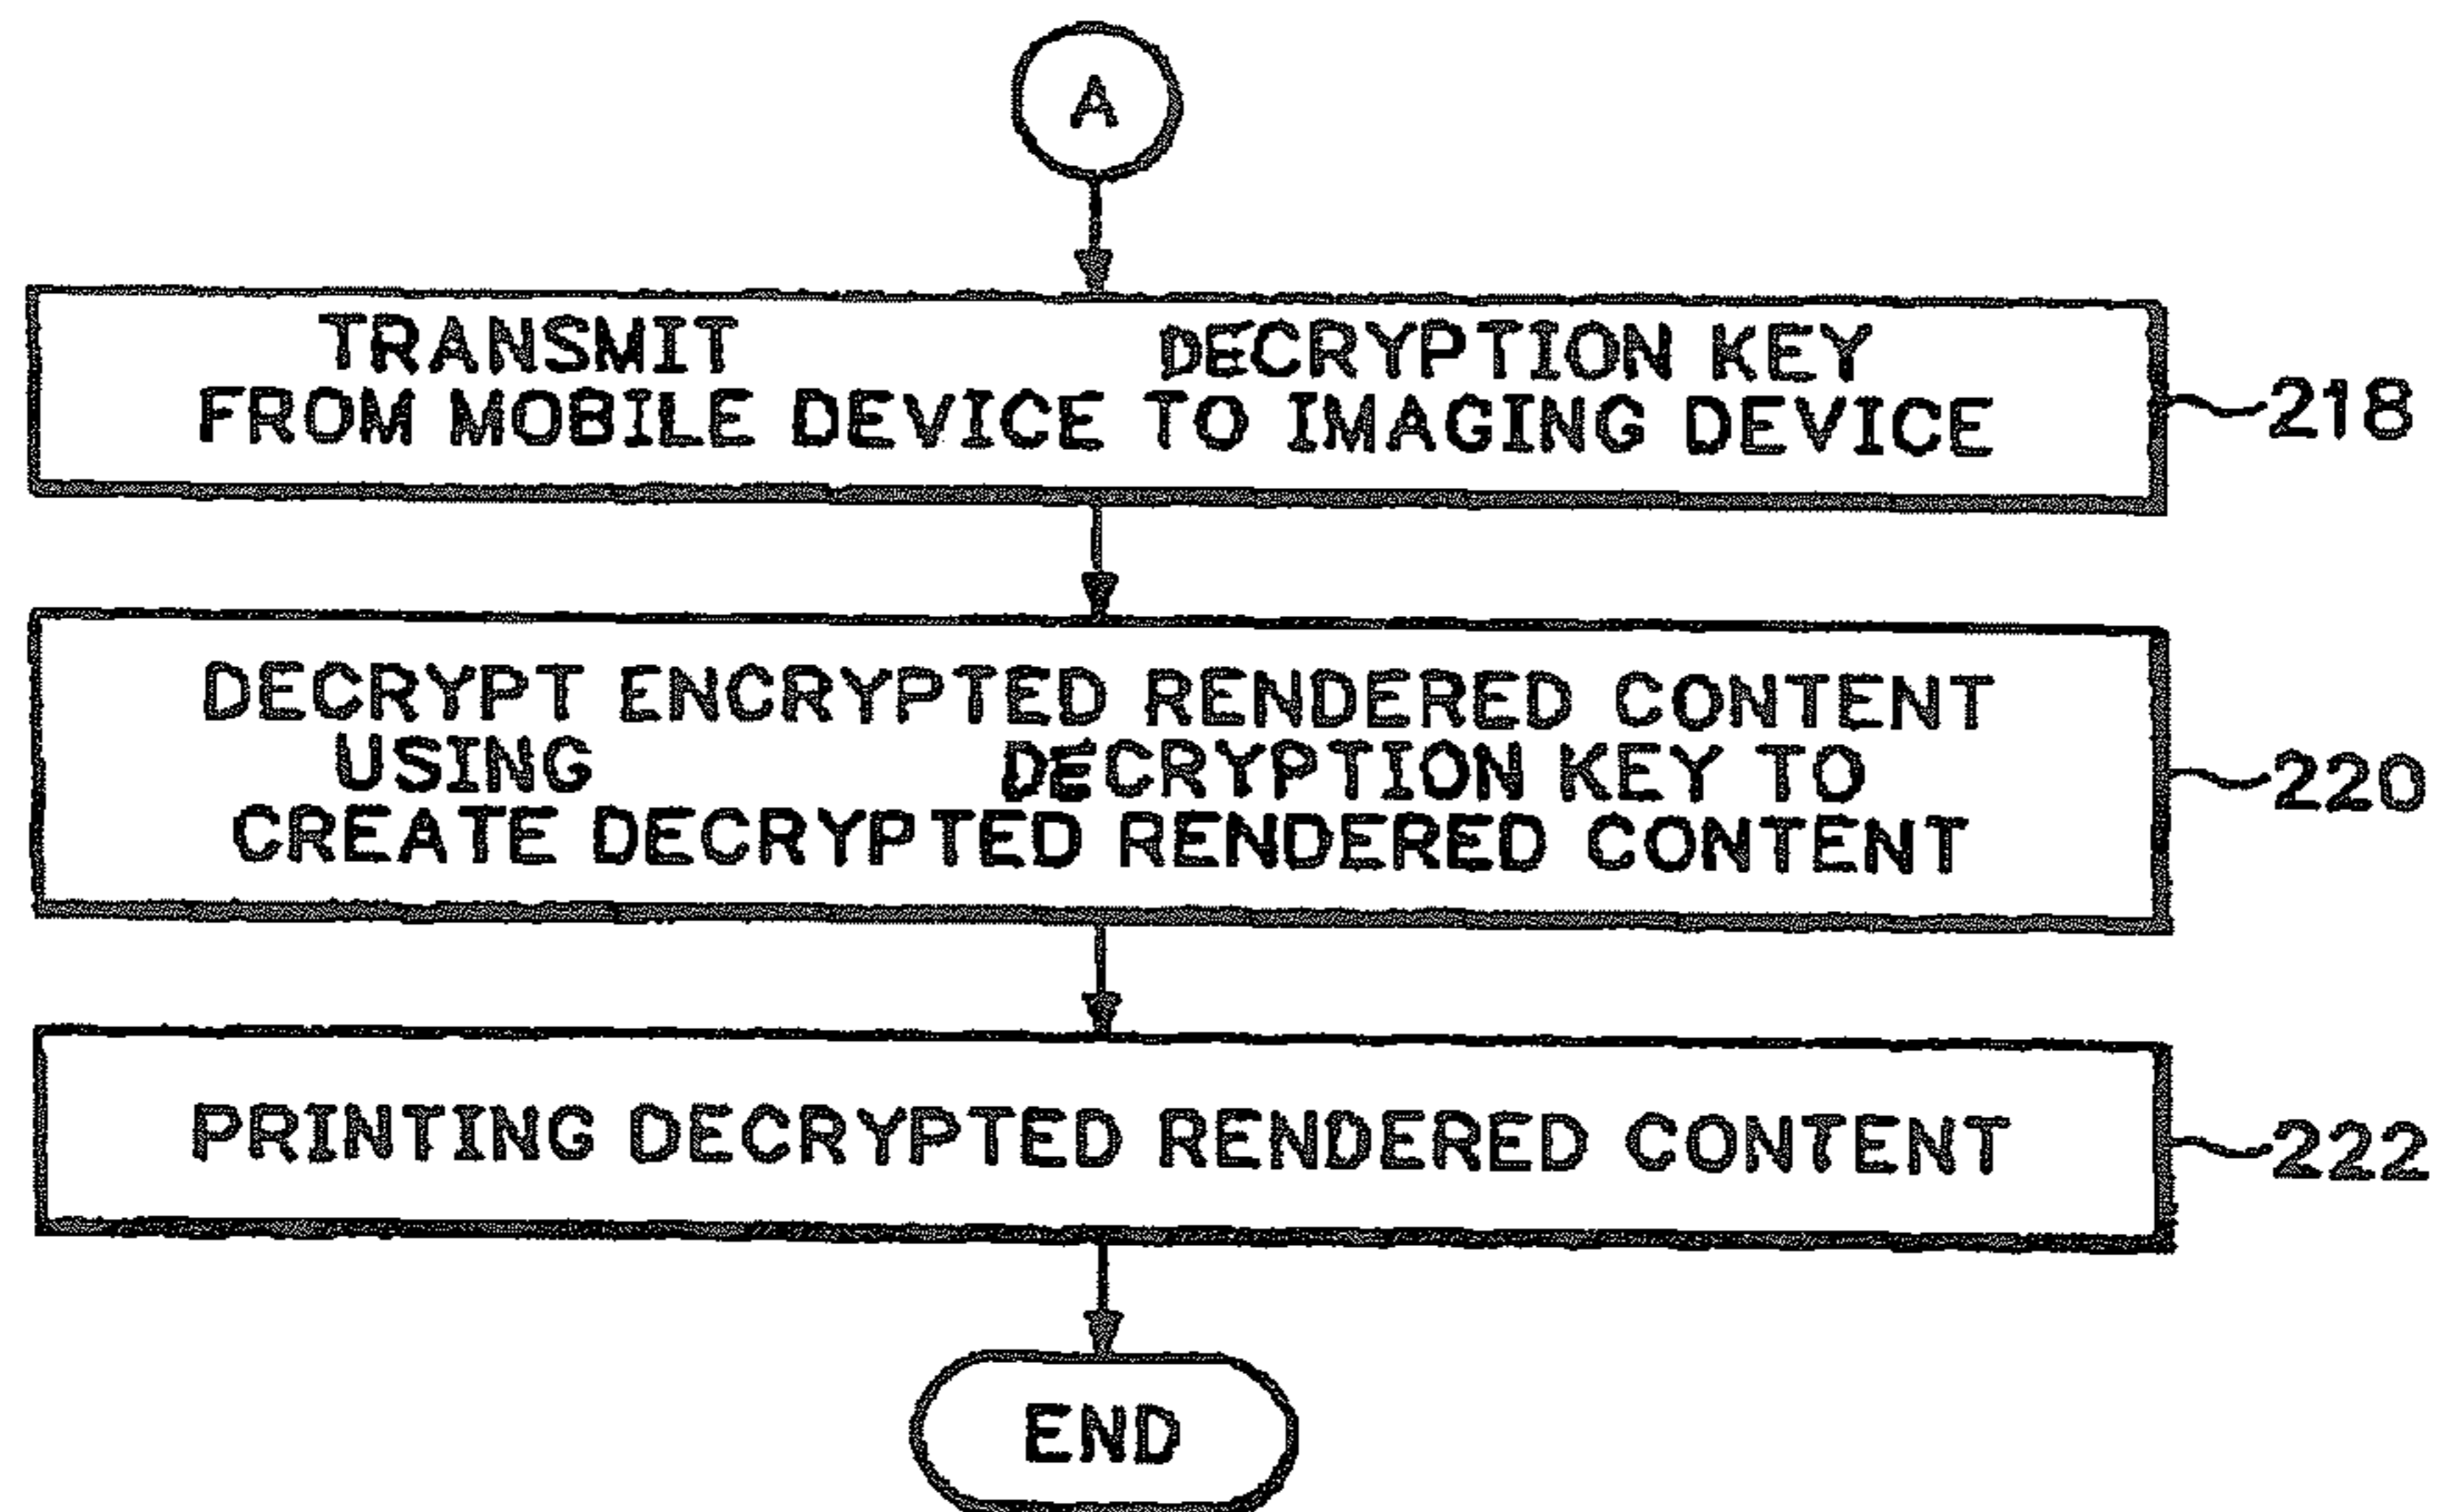 A
TRANSMIT DECRYPTION KEY
FROM MOBILE DEVICE TO IMAGING DEVICE
218
DECRYPT ENCRYPTED RENDERED CONTENT
USING DECRYPTION KEY TO
CREATE DECRYPTED RENDERED CONTENT
220
PRINTING DECRYPTED RENDERED CONTENT
222
END